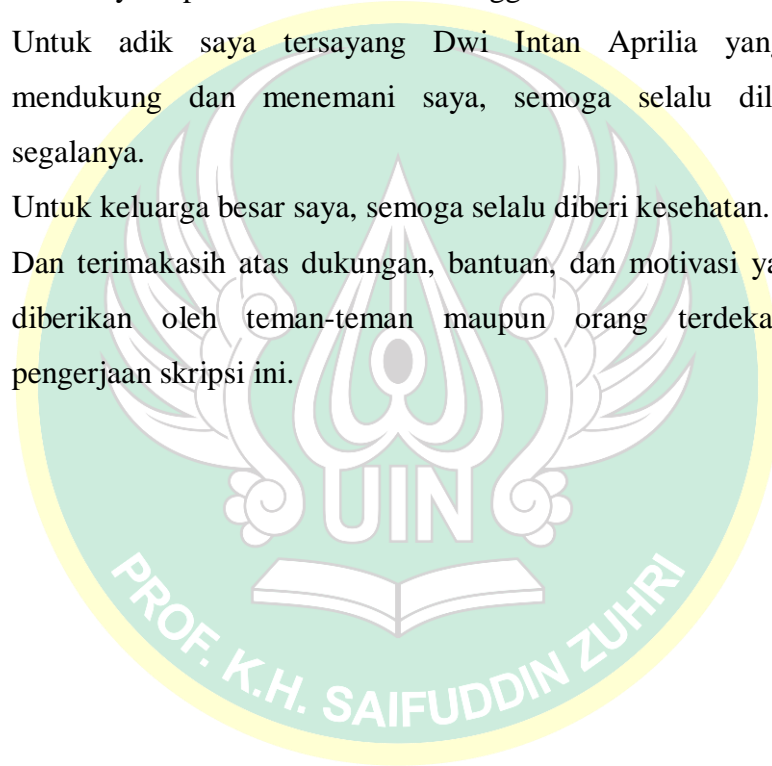 Untuk adik saya tersayang Dwi Intan Aprilia yang
mendukung dan menemani saya, semoga selalu dil
segalanya.
Untuk keluarga besar saya, semoga selalu diberi kesehatan.
Dan terimakasih atas dukungan, bantuan, dan motivasi ya
diberikan oleh teman-teman maupun orang terdeka
pengerjaan skripsi ini.
UIN
PROF. K.H. SAIFUDDIN ZUHRI